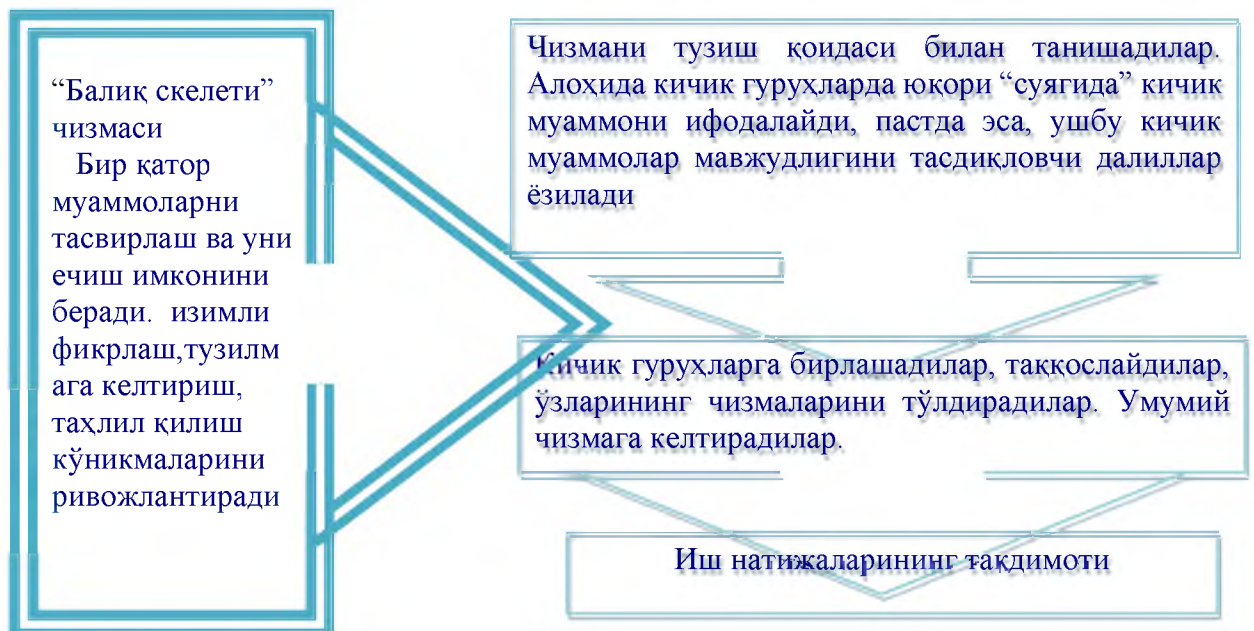 “Балиқ скелети”
чизмаси
Бир қатор
муаммоларни
тасвирлаш ва уни
ечиш имконини
беради. изимли
фикрлаш,тузилм
ага келтириш,
таҳлил қилиш
кўникмаларини
ривожлантиради
Чизмани тузиш қоидаси билан танишадилар.
Алоҳида кичик гуруҳларда юқори “суягида” кичик
муаммони ифодалайди, пастда эса, ушбу кичик
муаммолар мавжудлигини тасдиқловчи далиллар
ёзилади
Кичик гуруҳларга бирлашадилар, таққослайдилар,
ўзларининг чизмаларини тўлдирадилар. Умумий
чизмага келтирадилар.
Иш натижаларининг тақдимоти